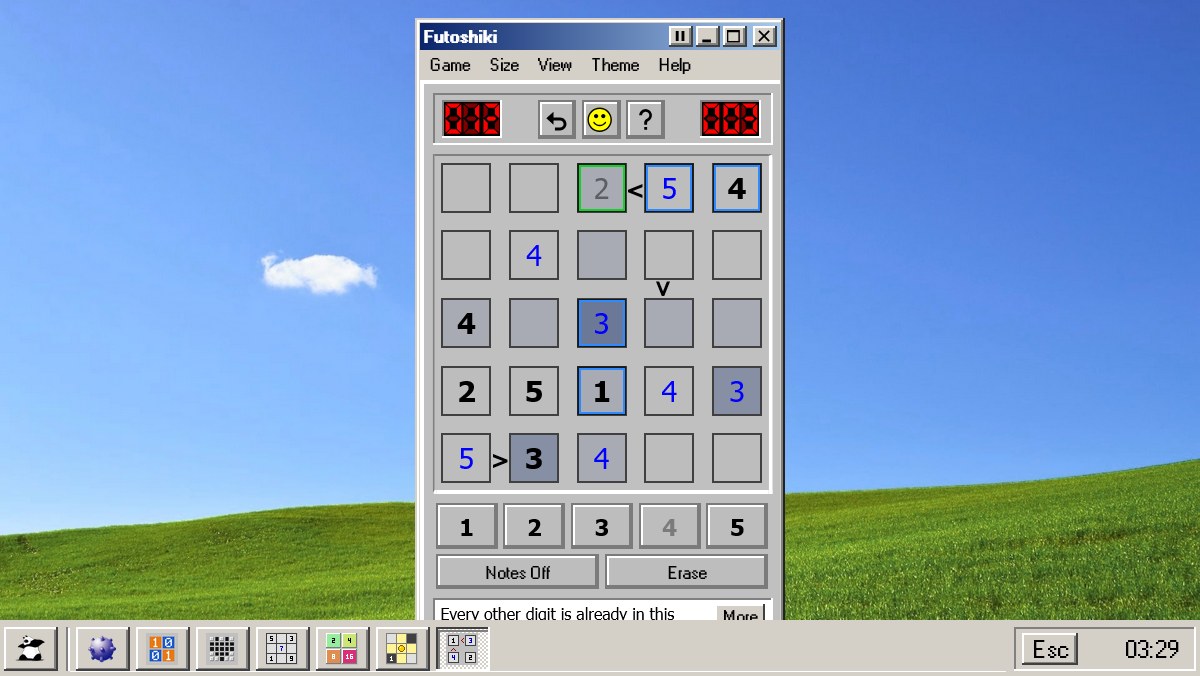 Futoshiki
Game Size View Theme Help
?
2 < 5 4
4
v
4 3
2 5 1 4 3
5 > 3 4
1 2 3 4 5
Notes Off Erase
Every other digit is already in this More
Esc 03:29